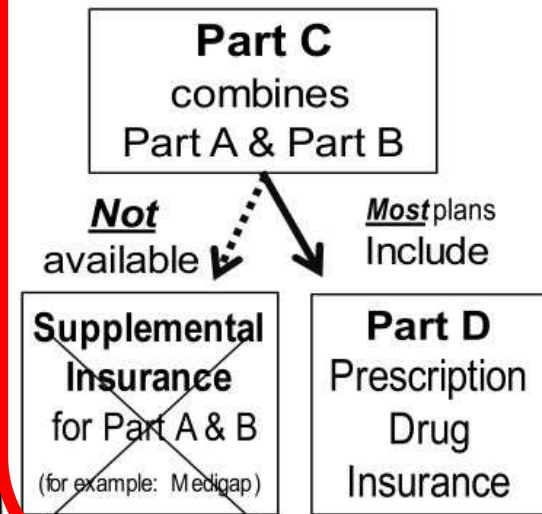 Part C
combines
Part A & Part B
Not
available
Most plans
Include
Supplemental
Insurance
for Part A & B
(for example: Medigap)
Part D
Prescription
Drug
Insurance